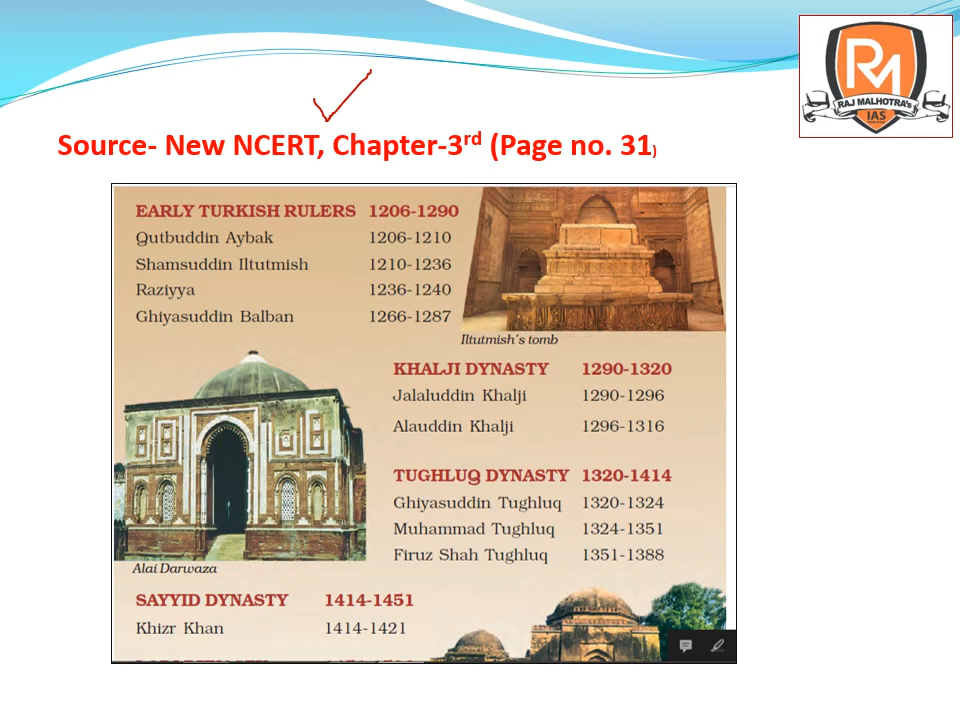 RM
RAJ MALHOTRA's
IAS
Source- New NCERT, Chapter-3rd (Page no. 31)
EARLY TURKISH RULERS 1206-1290
Qutbuddin Aybak 1206-1210
Shamsuddin Iltutmish 1210-1236
Raziyya 1236-1240
Ghiyasuddin Balban 1266-1287
Iltutmish's tomb
KHALJI DYNASTY 1290-1320
Jalaluddin Khalji 1290-1296
Alauddin Khalji 1296-1316
TUGHLUQ DYNASTY 1320-1414
Ghiyasuddin Tughluq 1320-1324
Muhammad Tughluq 1324-1351
Firuz Shah Tughluq 1351-1388
Alai Darwaza
SAYYID DYNASTY 1414-1451
Khizr Khan 1414-1421